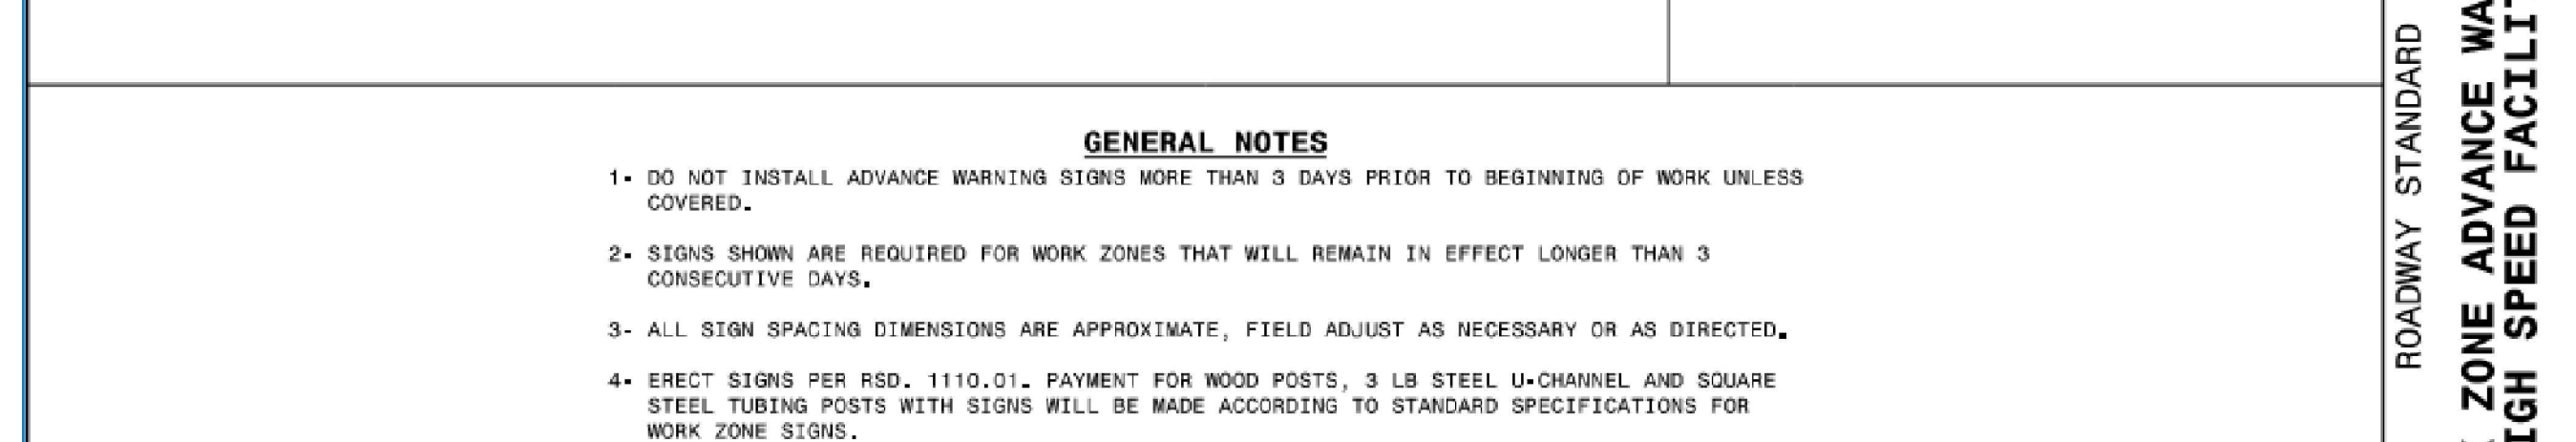 GENERAL NOTES
1- DO NOT INSTALL ADVANCE WARNING SIGNS MORE THAN 3 DAYS PRIOR TO BEGINNING OF WORK UNLESS
COVERED.
2- SIGNS SHOWN ARE REQUIRED FOR WORK ZONES THAT WILL REMAIN IN EFFECT LONGER THAN 3
CONSECUTIVE DAYS.
3- ALL SIGN SPACING DIMENSIONS ARE APPROXIMATE, FIELD ADJUST AS NECESSARY OR AS DIRECTED.
4- ERECT SIGNS PER RSD. 1110.01. PAYMENT FOR WOOD POSTS, 3 LB STEEL U-CHANNEL AND SQUARE
STEEL TUBING POSTS WITH SIGNS WILL BE MADE ACCORDING TO STANDARD SPECIFICATIONS FOR
WORK ZONE SIGNS.
ROADWAY STANDARD
ZONE ADVANCE
SPEED